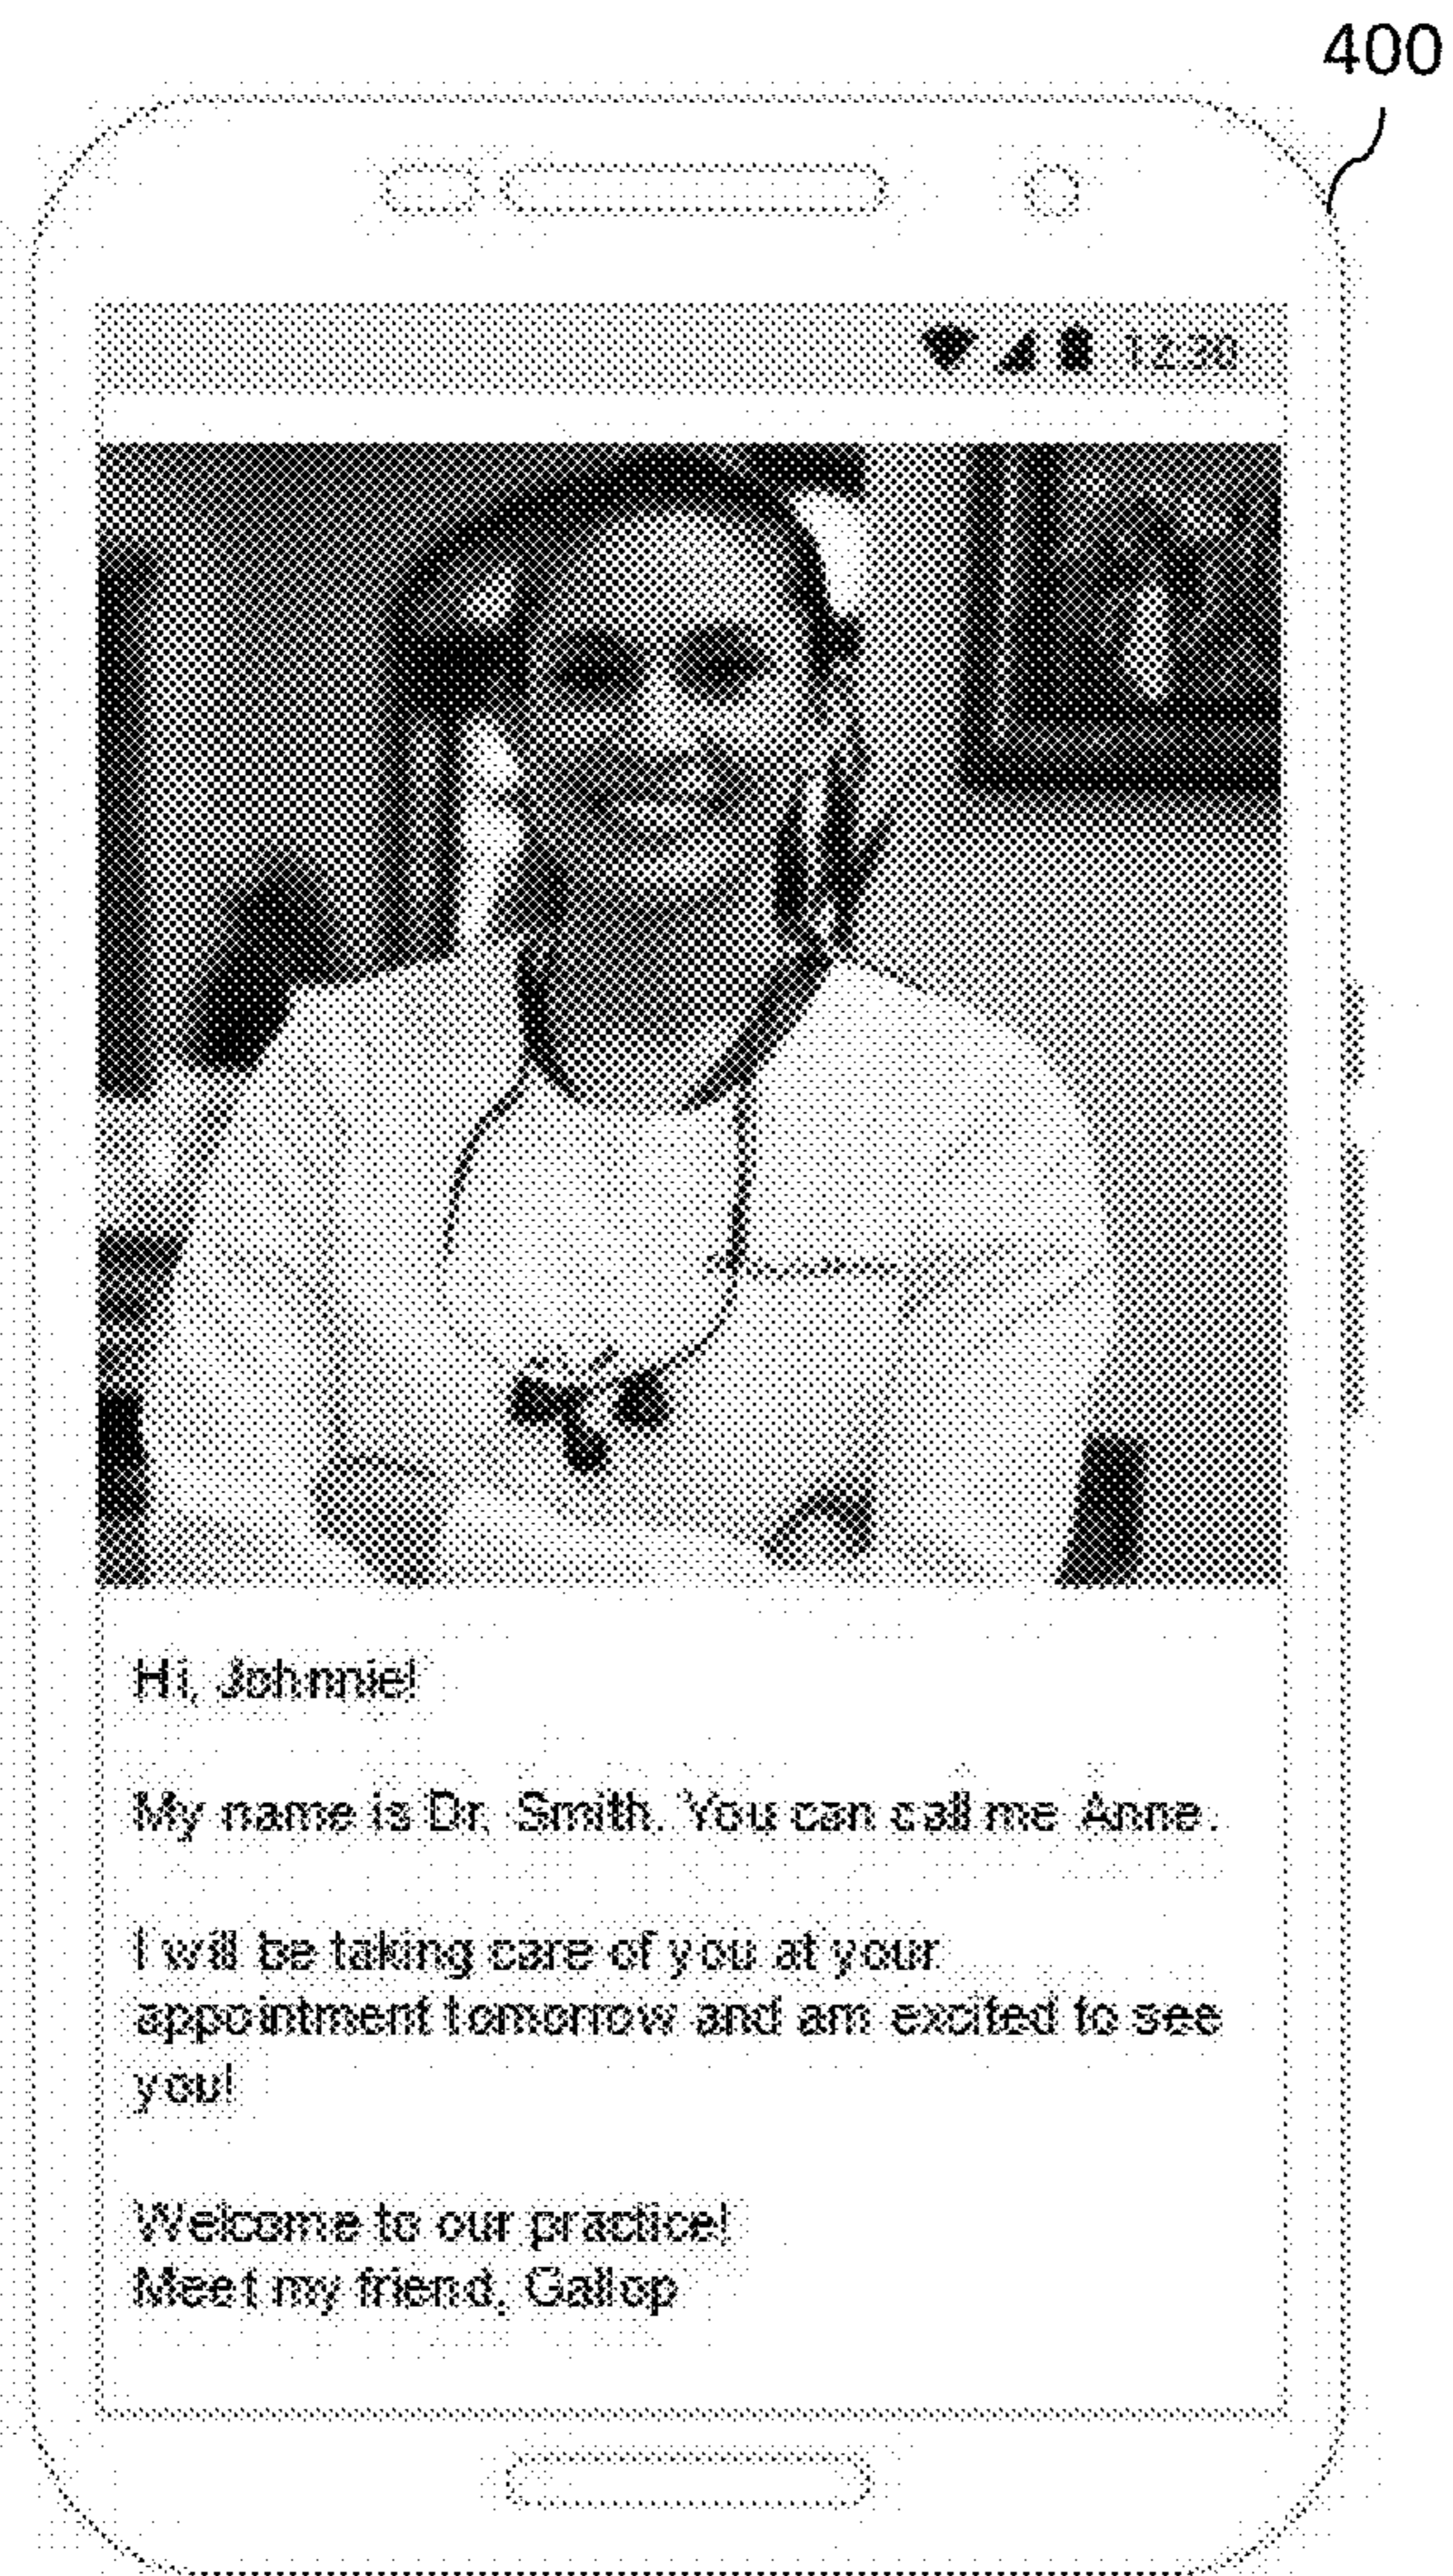 400
12:30
Hi, Johnnie!
My name is Dr. Smith. You can call me Anne.
I will be taking care of you at your
appointment tomorrow and am excited to see
you!
Welcome to our practice!
Meet my friend, Gallop